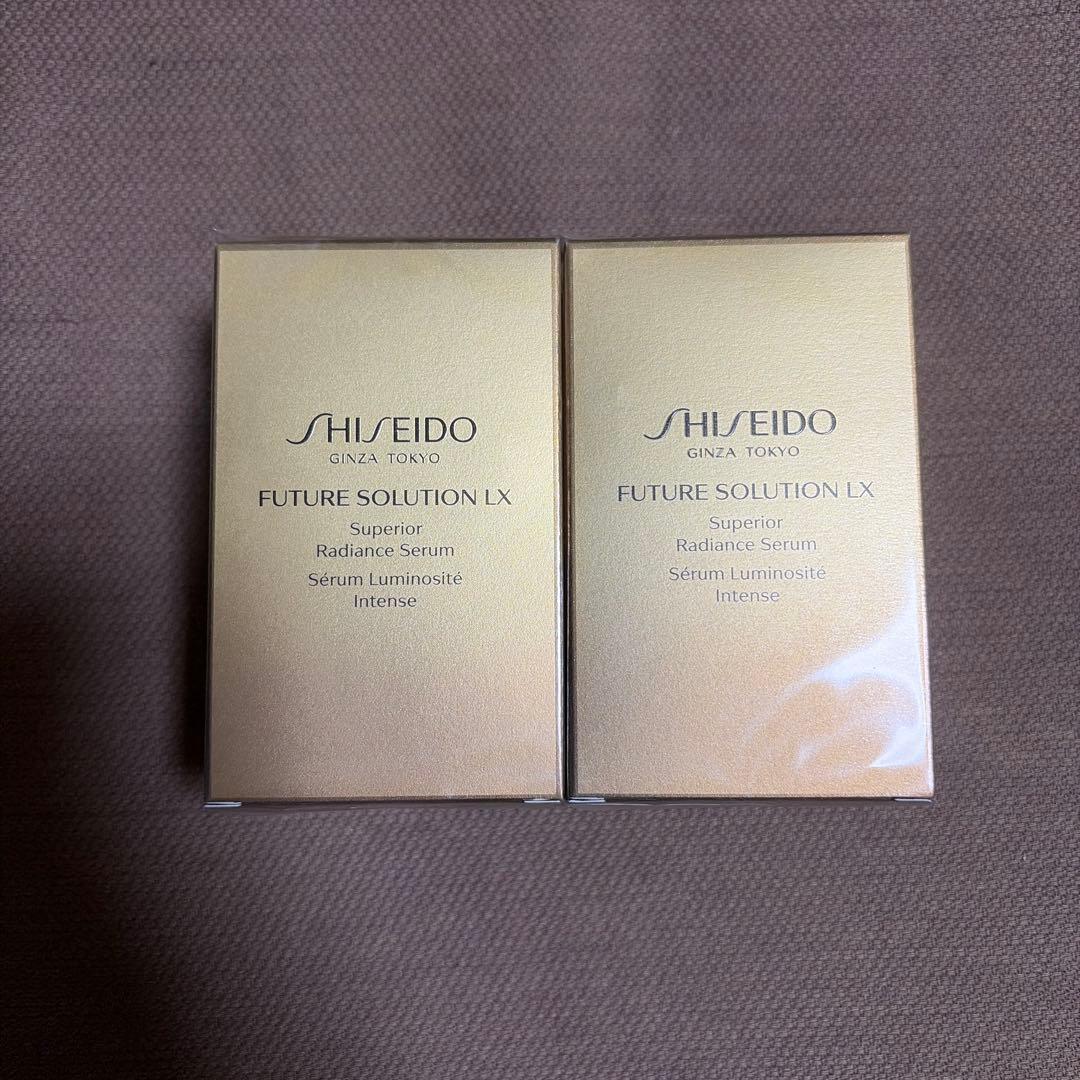 SHISEIDO
GINZA TOKYO
FUTURE SOLUTION LX
Superior
Radiance Serum
Sérum Luminosité
Intense
SHISEIDO
GINZA TOKYO
FUTURE SOLUTION LX
Superior
Radiance Serum
Sérum Luminosité
Intense